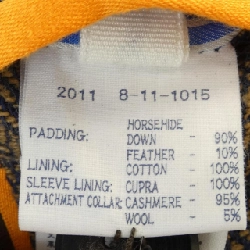 2011 8-11-1015
HORSEHIDE
PADDING: DOWN - 90%
FEATHER - 10%
LINING: COTTON - 100%
SLEEVE LINING: CUPRA - 100%
ATTACHMENT COLLAR: CASHMERE - 95%
WOOL - 5%